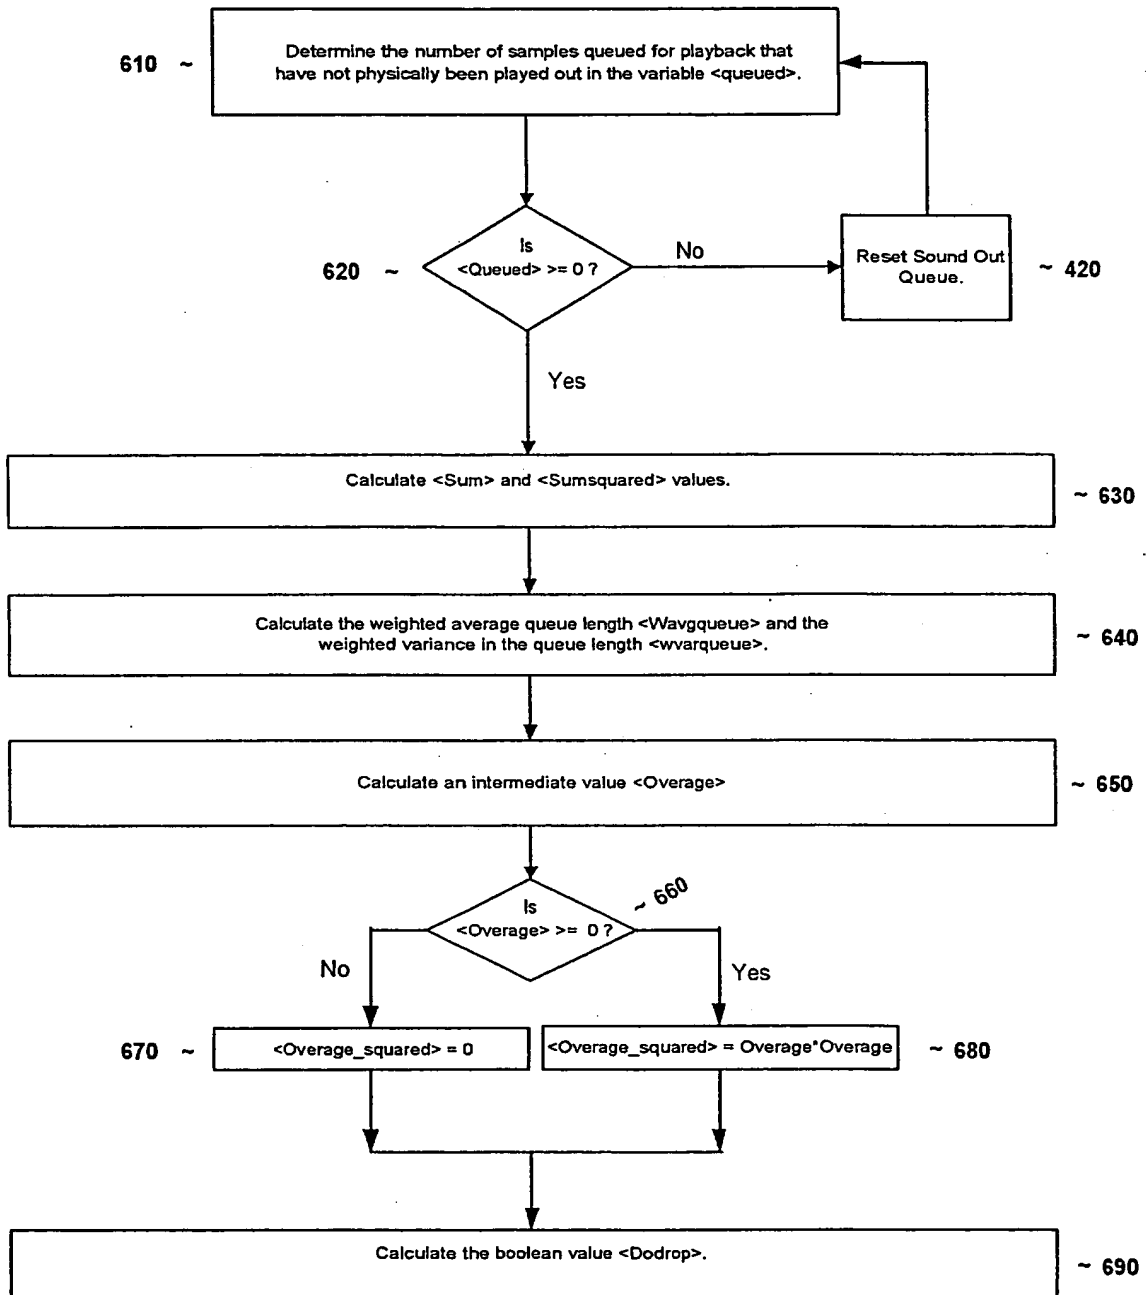 610 ~
Determine the number of samples queued for playback that
have not physically been played out in the variable <queued>.
Is
<Queued> >= 0 ?
620 ~
No
Reset Sound Out
Queue.
~ 420
Yes
Calculate <Sum> and <Sumsquared> values.
~ 630
Calculate the weighted average queue length <Wavgqueue> and the
weighted variance in the queue length <wvarqueue>.
~ 640
Calculate an intermediate value <Overage>
~ 650
~ 660
Is
<Overage> >= 0 ?
No
Yes
670 ~
<Overage_squared> = 0
<Overage_squared> = Overage*Overage
~ 680
Calculate the boolean value <Dodrop>.
~ 690